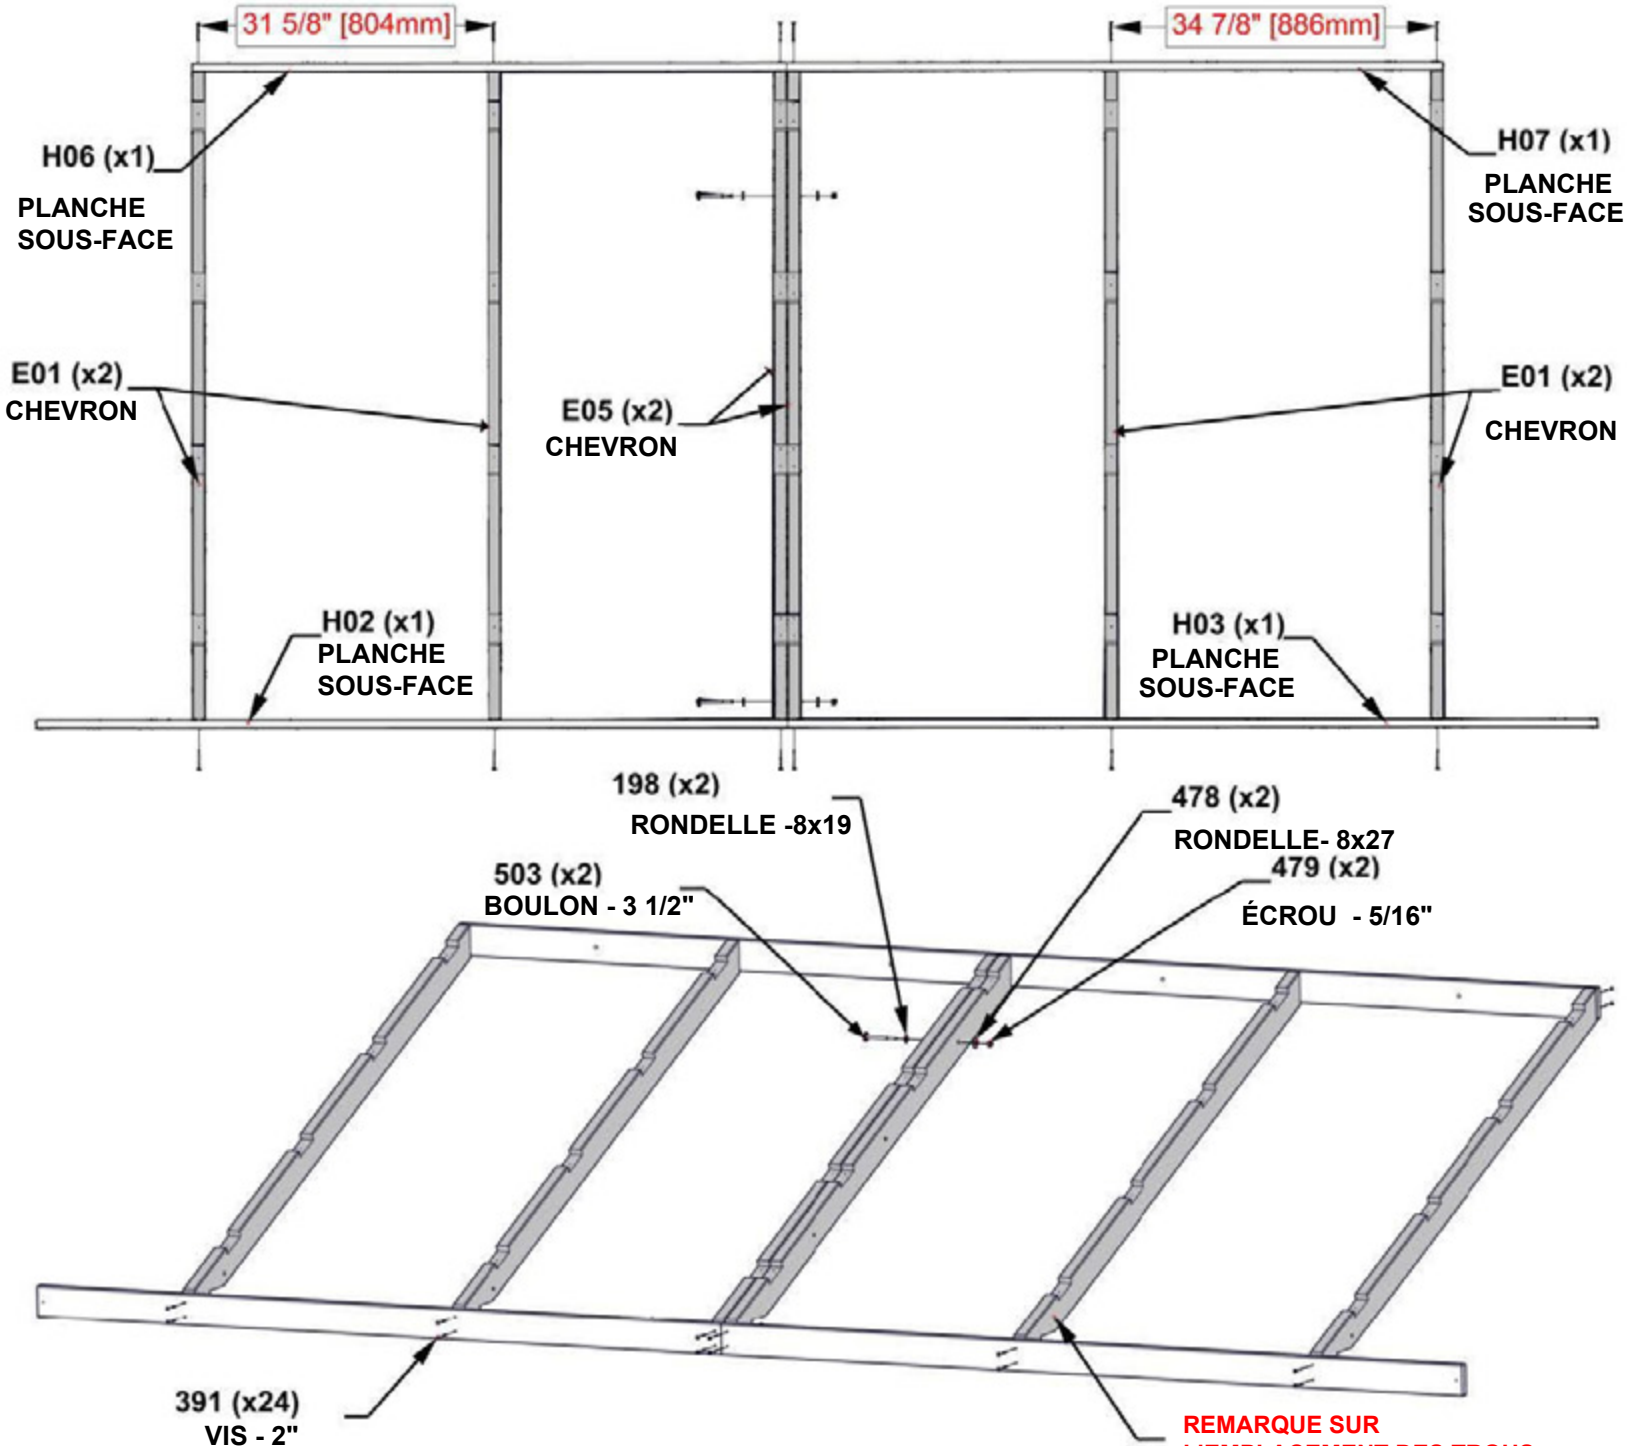 31 5/8" [804mm]
34 7/8" [886mm]
H06 (x1)
PLANCHE
SOUS-FACE
H07 (x1)
PLANCHE
SOUS-FACE
E01 (x2)
CHEVRON
E05 (x2)
CHEVRON
E01 (x2)
CHEVRON
H02 (x1)
PLANCHE
SOUS-FACE
H03 (x1)
PLANCHE
SOUS-FACE
198 (x2)
RONDELLE -8x19
478 (x2)
RONDELLE- 8x27
503 (x2)
BOULON - 3 1/2"
479 (x2)
ÉCROU - 5/16"
391 (x24)
VIS - 2"
REMARQUE SUR
L'EMPLACEMENT DES TROUS